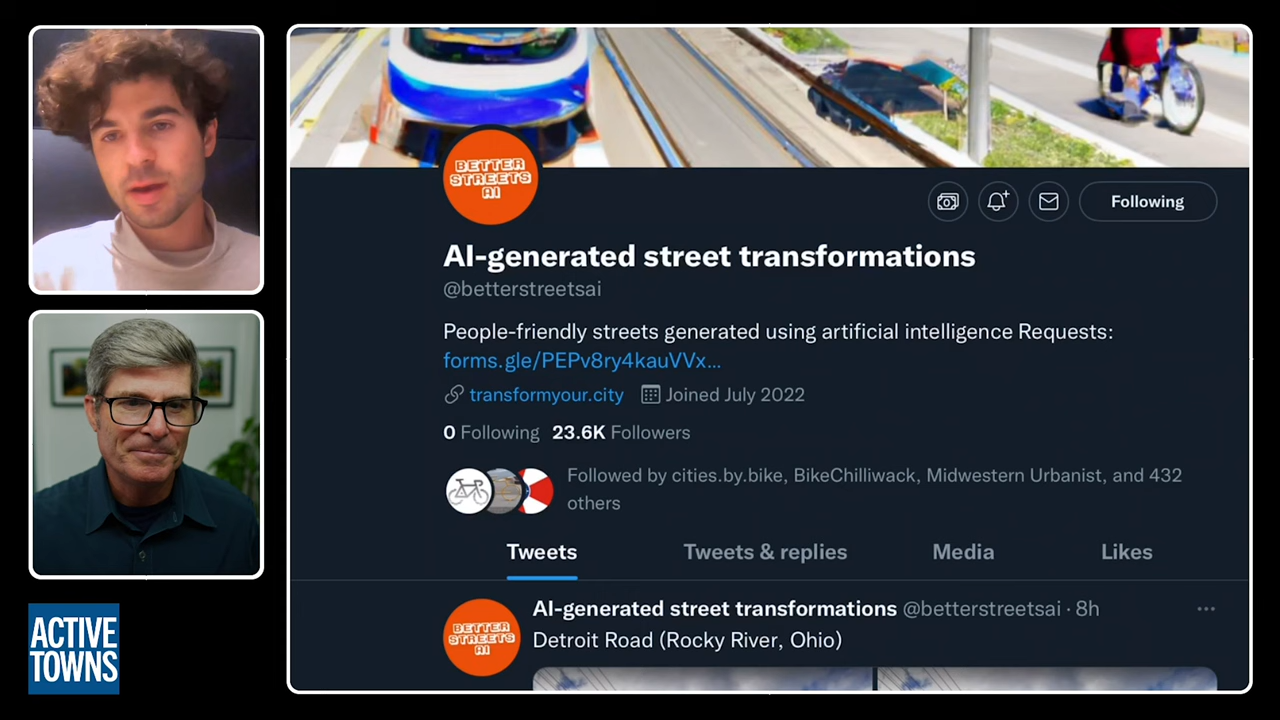 BETTER
STREETS
AI
Following
AI-generated street transformations
@betterstreetsai
People-friendly streets generated using artificial intelligence Requests:
forms.gle/PEPv8ry4kauVVx...
transformyour.city Joined July 2022
0 Following 23.6K Followers
Followed by cities.by.bike, BikeChilliwack, Midwestern Urbanist, and 432
others
Tweets Tweets & replies Media Likes
BETTER
STREETS
AI
AI-generated street transformations @betterstreetsai · 8h
Detroit Road (Rocky River, Ohio)
ACTIVE
TOWNS